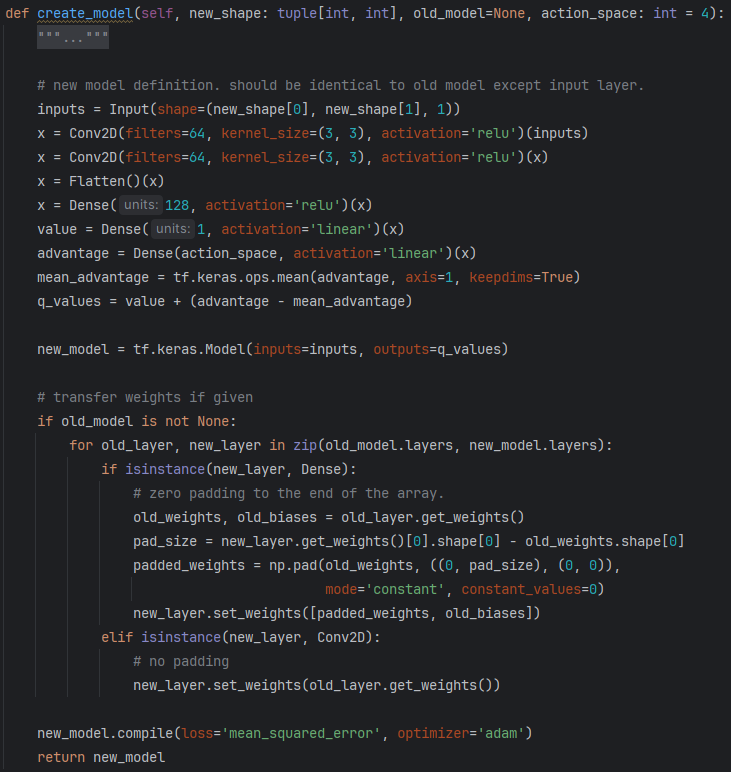 def create_model(self, new_shape: tuple[int, int], old_model=None, action_space: int = 4):
    """..."""

    # new model definition. should be identical to old model except input layer.
    inputs = Input(shape=(new_shape[0], new_shape[1], 1))
    x = Conv2D(filters=64, kernel_size=(3, 3), activation='relu')(inputs)
    x = Conv2D(filters=64, kernel_size=(3, 3), activation='relu')(x)
    x = Flatten()(x)
    x = Dense( units: 128, activation='relu')(x)
    value = Dense( units: 1, activation='linear')(x)
    advantage = Dense(action_space, activation='linear')(x)
    mean_advantage = tf.keras.ops.mean(advantage, axis=1, keepdims=True)
    q_values = value + (advantage - mean_advantage)

    new_model = tf.keras.Model(inputs=inputs, outputs=q_values)

    # transfer weights if given
    if old_model is not None:
        for old_layer, new_layer in zip(old_model.layers, new_model.layers):
            if isinstance(new_layer, Dense):
                # zero padding to the end of the array.
                old_weights, old_biases = old_layer.get_weights()
                pad_size = new_layer.get_weights()[0].shape[0] - old_weights.shape[0]
                padded_weights = np.pad(old_weights, ((0, pad_size), (0, 0)),
                                        mode='constant', constant_values=0)
                new_layer.set_weights([padded_weights, old_biases])
            elif isinstance(new_layer, Conv2D):
                # no padding
                new_layer.set_weights(old_layer.get_weights())

    new_model.compile(loss='mean_squared_error', optimizer='adam')
    return new_model